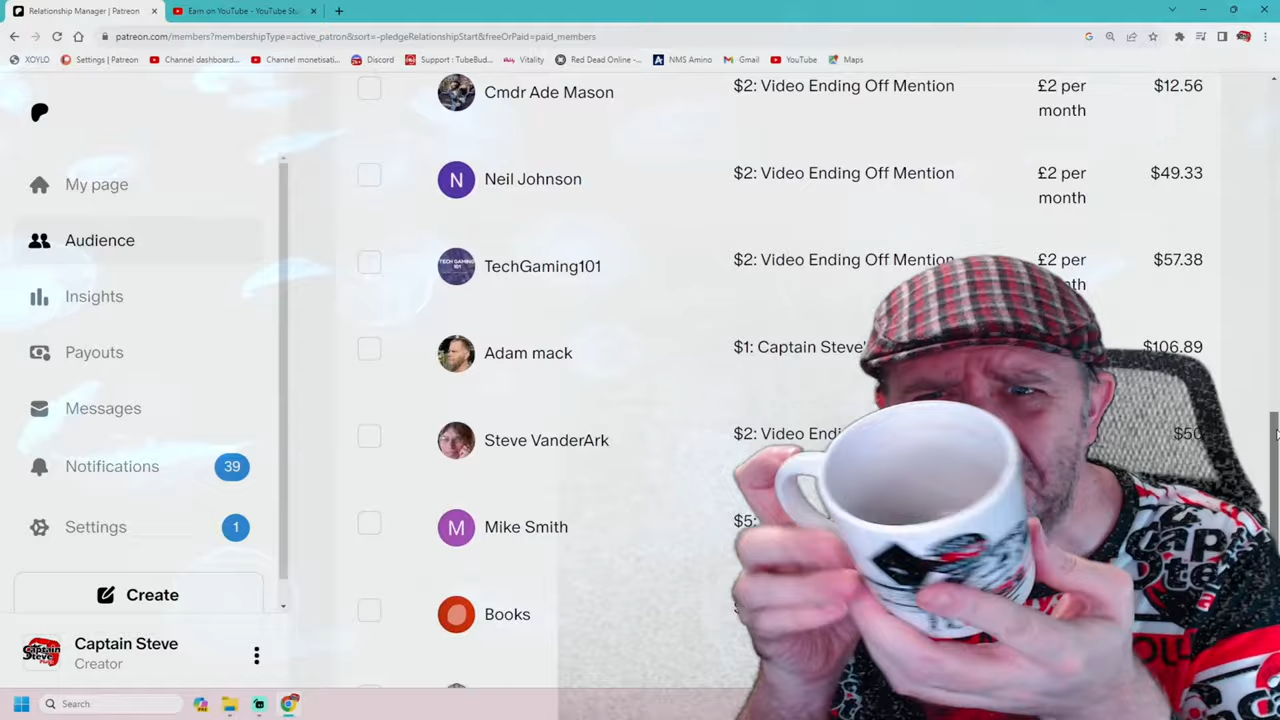 Relationship Manager | Patreon
Earn on YouTube - YouTube Stu
patreon.com/members?membershipType=active_patron&sort=-pledgeRelationshipStart&freeOrPaid=paid_members
XOYLO
Settings | Patreon
Channel dashboard...
Channel monetisati...
Discord
Support : TubeBud...
Vitality
Red Dead Online -...
NMS Amino
Gmail
YouTube
Maps
My page
Audience
Insights
Payouts
Messages
Notifications 39
Settings 1
Create
Captain Steve
Creator
Cmdr Ade Mason $2: Video Ending Off Mention £2 per month $12.56
N Neil Johnson $2: Video Ending Off Mention £2 per month $49.33
TECH GAMING 101 TechGaming101 $2: Video Ending Off Mention £2 per $57.38
Adam mack $1: Captain Steve' $106.89
Steve VanderArk $2: Video Endi $50
M Mike Smith $5:
Books
Search